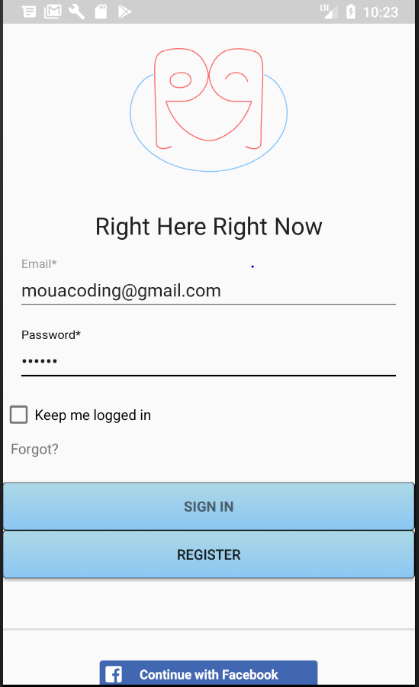 LTE 10:23
Right Here Right Now
Email*
mouacoding@gmail.com
Password*
••••••
Keep me logged in
Forgot?
SIGN IN
REGISTER
Continue with Facebook